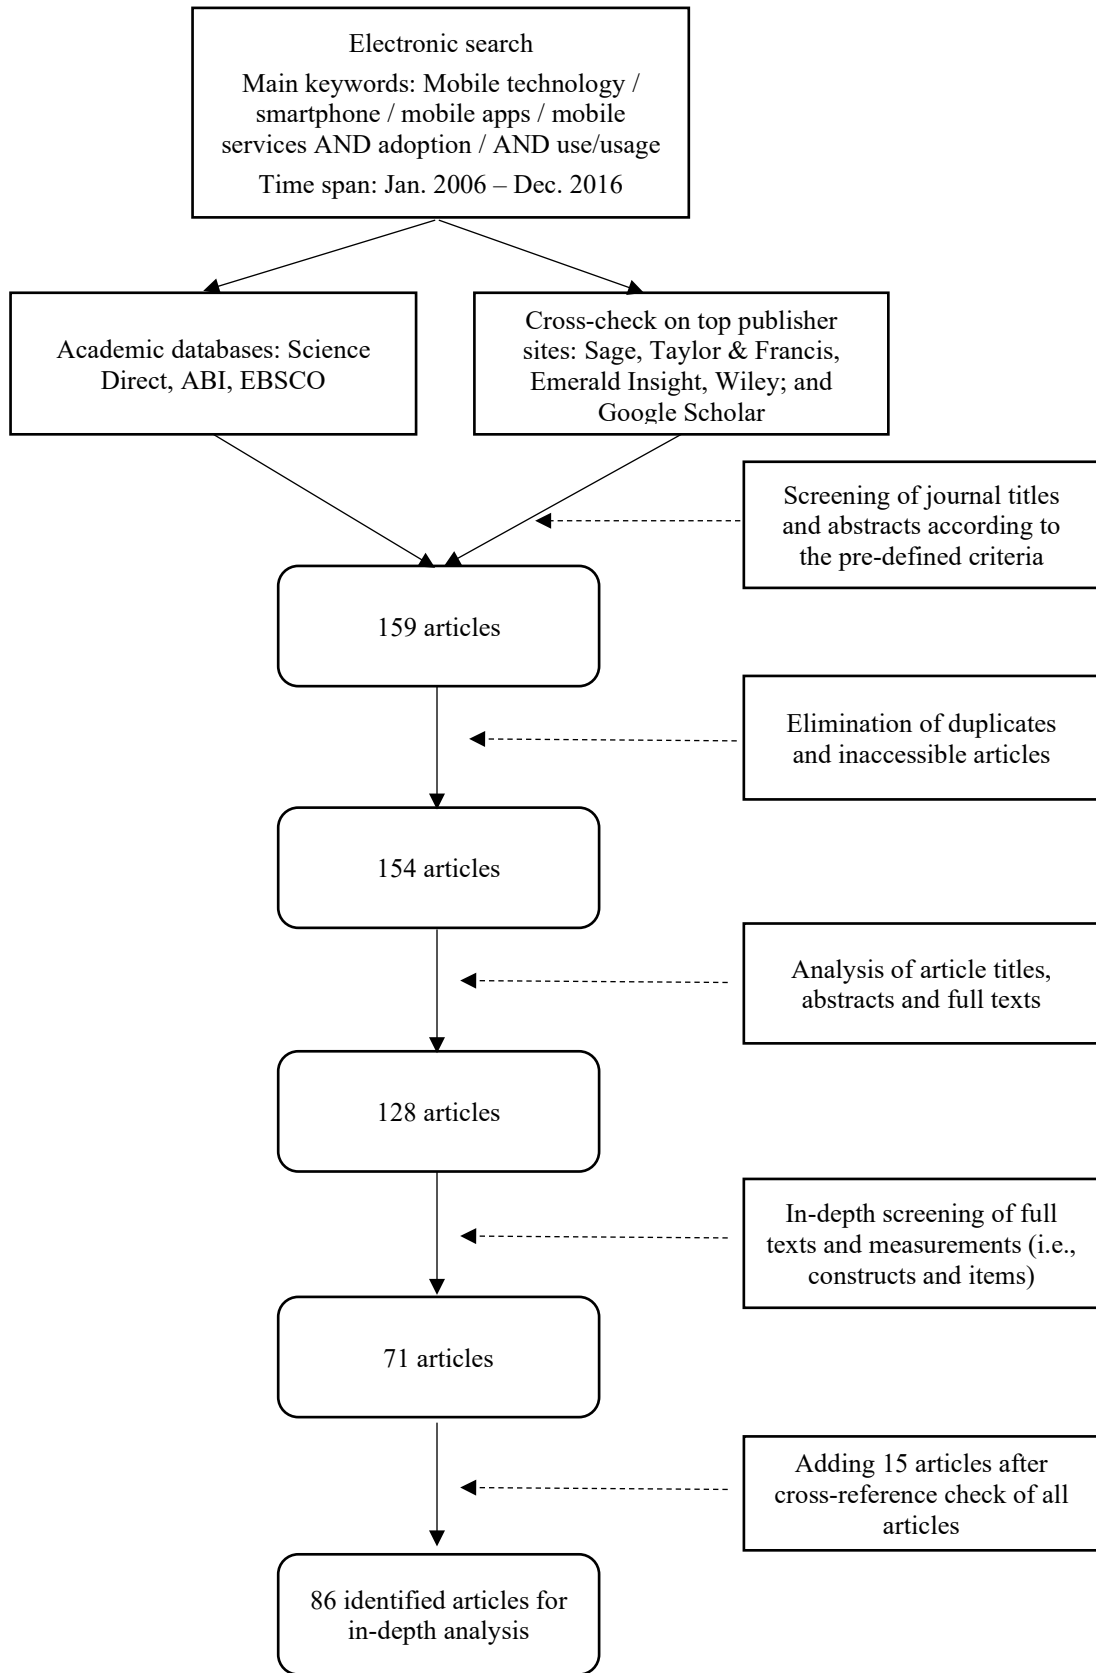 Electronic search
Main keywords: Mobile technology /
smartphone / mobile apps / mobile
services AND adoption / AND use/usage
Time span: Jan. 2006 – Dec. 2016
Academic databases: Science
Direct, ABI, EBSCO
Cross-check on top publisher
sites: Sage, Taylor & Francis,
Emerald Insight, Wiley; and
Google Scholar
Screening of journal titles
and abstracts according to
the pre-defined criteria
159 articles
Elimination of duplicates
and inaccessible articles
154 articles
Analysis of article titles,
abstracts and full texts
128 articles
In-depth screening of full
texts and measurements (i.e.,
constructs and items)
71 articles
Adding 15 articles after
cross-reference check of all
articles
86 identified articles for
in-depth analysis